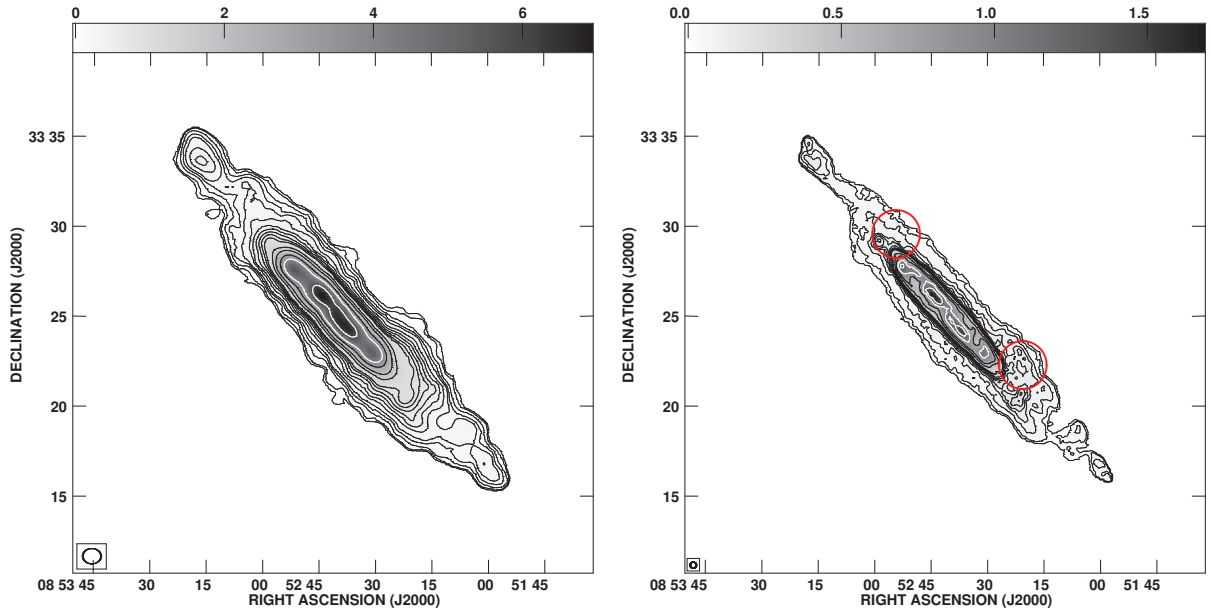 0 2 4 6
33 35
30
25
20
15
DECLINATION (J2000)
08 53 45 30 15 00 52 45 30 15 00 51 45
RIGHT ASCENSION (J2000)
0.0 0.5 1.0 1.5
33 35
30
25
20
15
DECLINATION (J2000)
08 53 45 30 15 00 52 45 30 15 00 51 45
RIGHT ASCENSION (J2000)